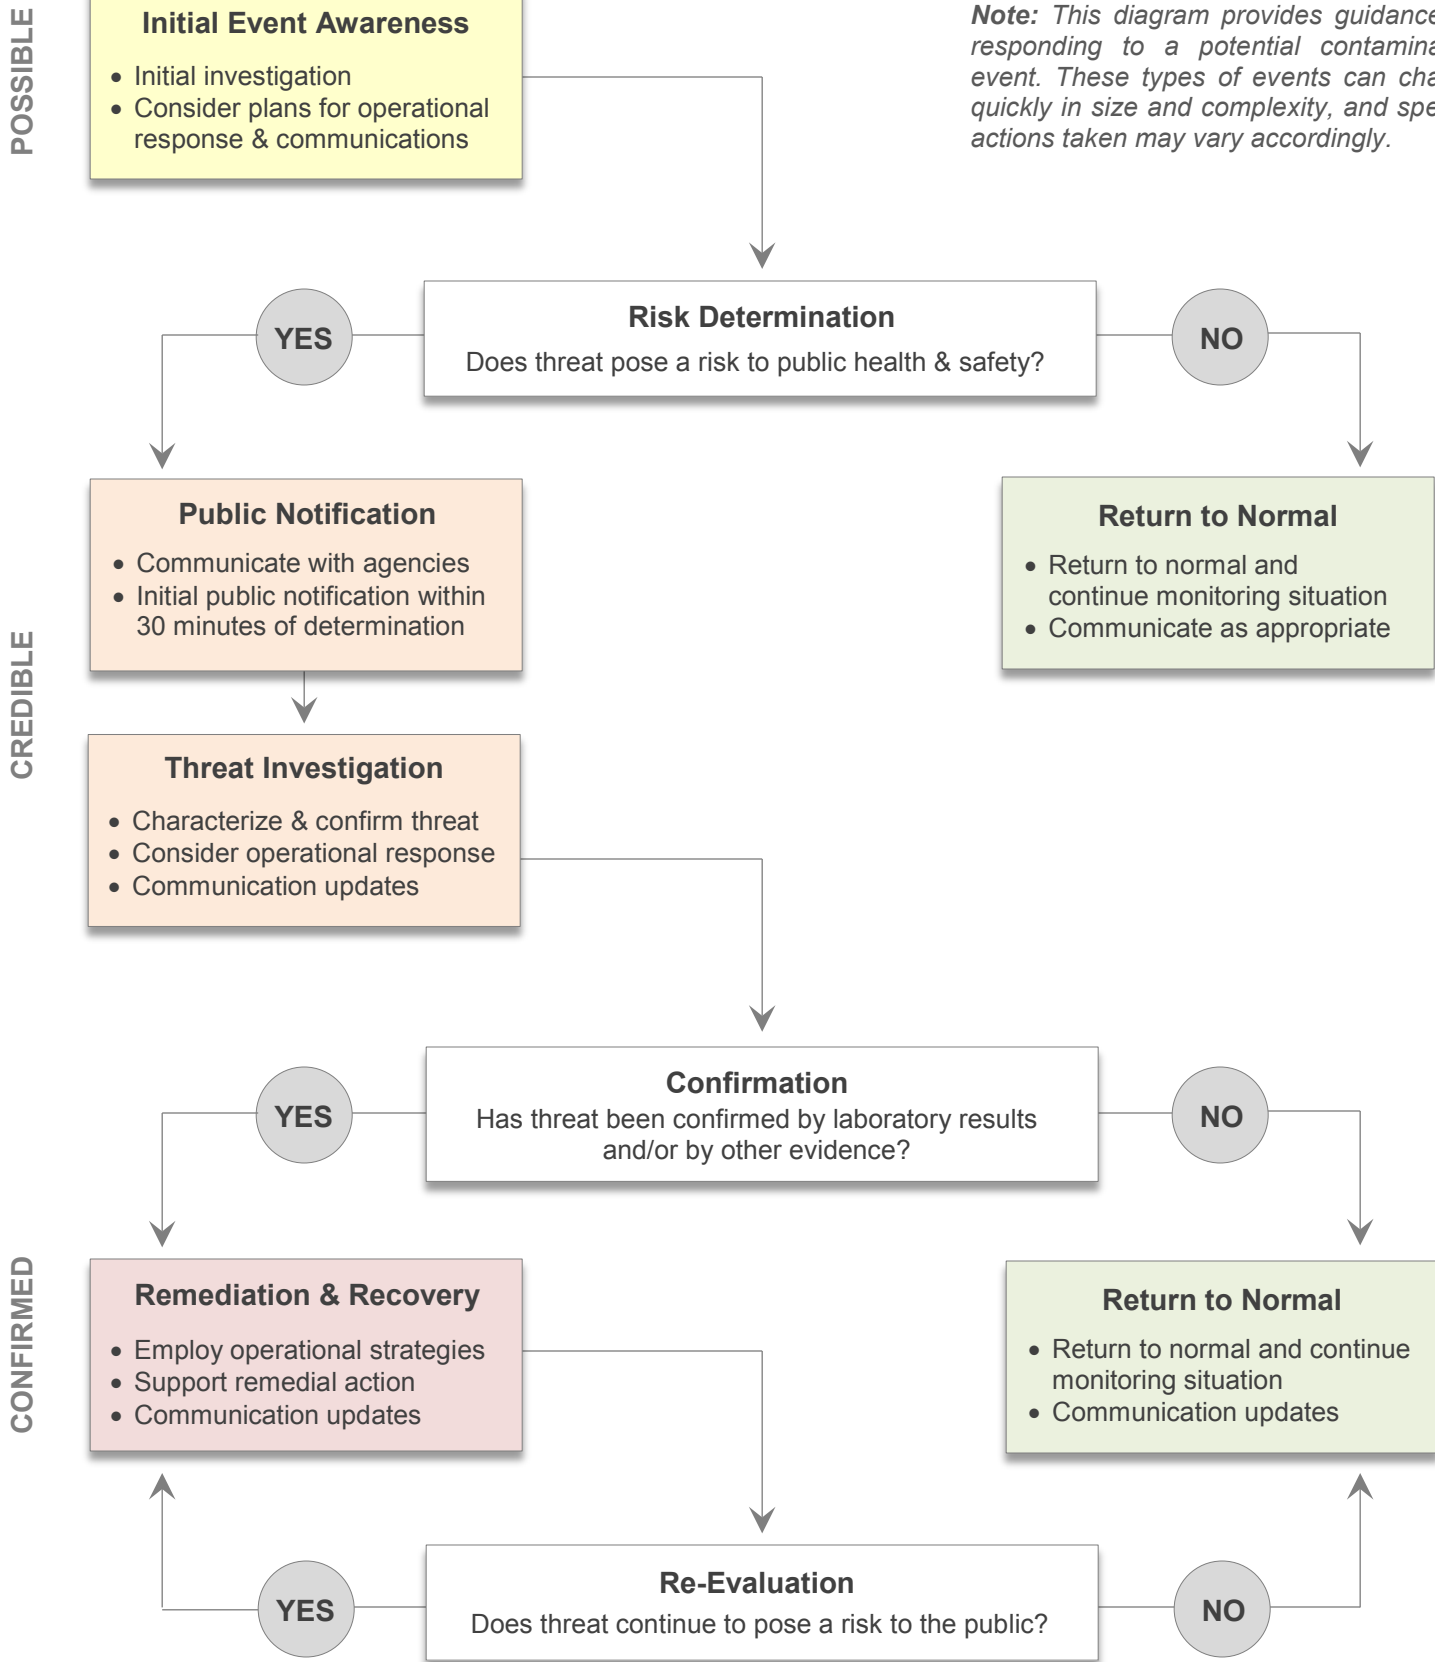 POSSIBLE
Initial Event Awareness
• Initial investigation
• Consider plans for operational
response & communications
Note: This diagram provides guidance
responding to a potential
event. These types of events can
quickly in size and complexity, and
actions taken may vary accordingly.
YES
Risk Determination
Does threat pose a risk to public health & safety?
NO
CREDIBLE
Public Notification
• Communicate with agencies
• Initial public notification within
30 minutes of determination
Return to Normal
• Return to normal and
continue monitoring situation
• Communicate as appropriate
Threat Investigation
• Characterize & confirm threat
• Consider operational response
• Communication updates
YES
Confirmation
Has threat been confirmed by laboratory results
and/or by other evidence?
NO
CONFIRMED
Remediation & Recovery
• Employ operational strategies
• Support remedial action
• Communication updates
Return to Normal
• Return to normal and continue
monitoring situation
• Communication updates
YES
Re-Evaluation
Does threat continue to pose a risk to the public?
NO